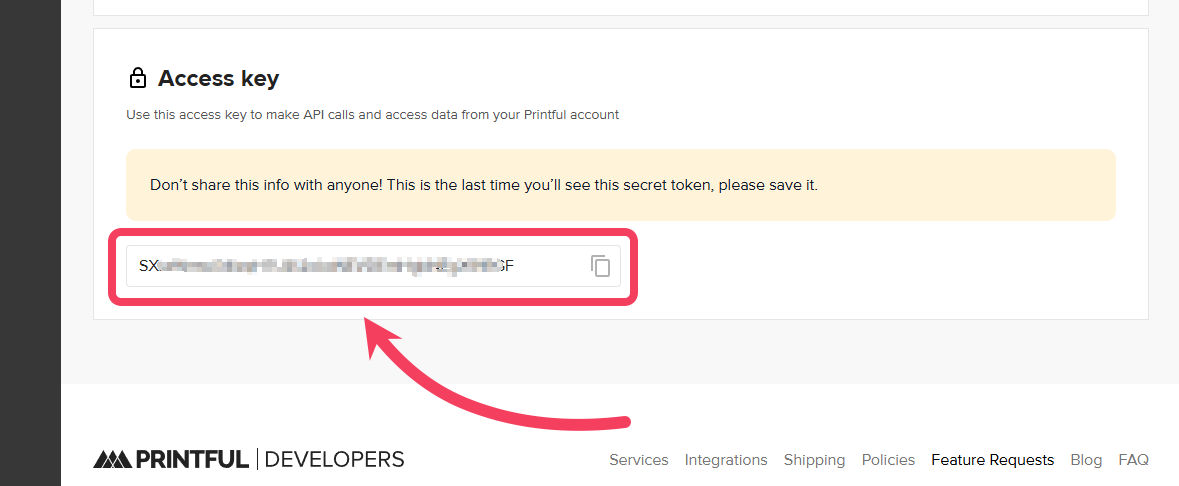 Access key
Use this access key to make API calls and access data from your Printful account
Don’t share this info with anyone! This is the last time you’ll see this secret token, please save it.
PRINTFUL | DEVELOPERS
Services Integrations Shipping Policies Feature Requests Blog FAQ